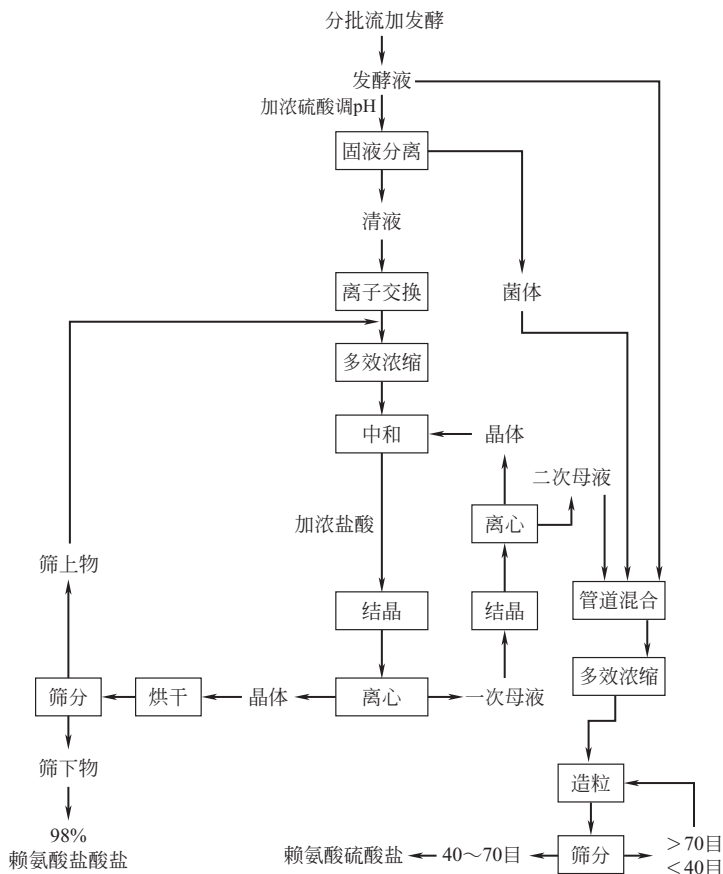 分批流加发酵
发酵液
加浓硫酸调pH
固液分离
清液
离子交换
菌体
多效浓缩
中和
晶体
二次母液
离心
加浓盐酸
筛上物
结晶
结晶
管道混合
多效浓缩
筛分
烘干
晶体
离心
一次母液
筛下物
造粒
98%
赖氨酸盐酸盐
赖氨酸硫酸盐
40～70目
筛分
＞70目
＜40目